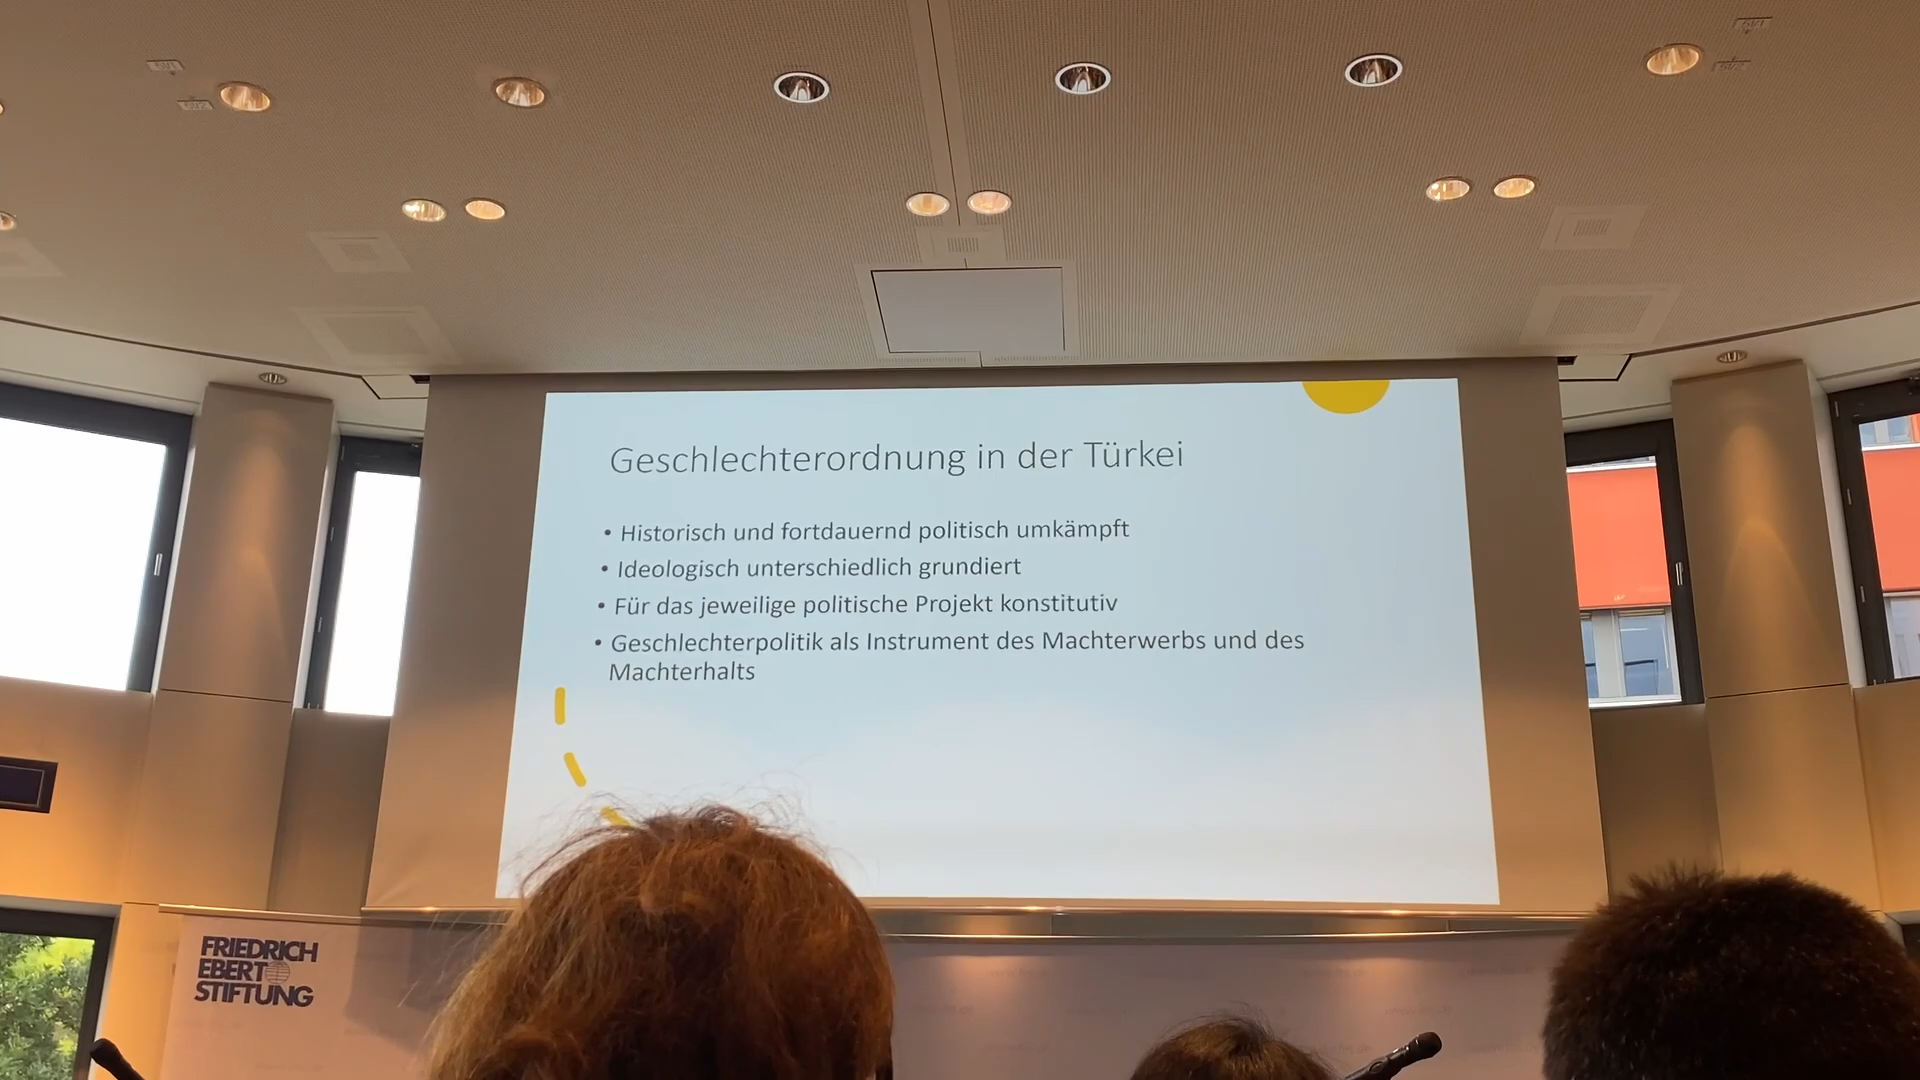 Geschlechterordnung in der Türkei
• Historisch und fortdauernd politisch umkämpft
• Ideologisch unterschiedlich grundiert
• Für das jeweilige politische Projekt konstitutiv
• Geschlechterpolitik als Instrument des Machterwerbs und des
Machterhalts
FRIEDRICH
EBERT
STIFTUNG